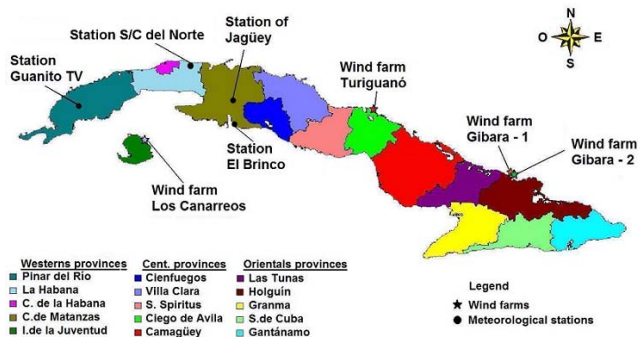 N
O
E
S
Station S/C del Norte
Station of
Jagüey
Station
Guanito TV
Wind farm
Turiguanó
Wind farm
Gibara - 1
Wind farm
Gibara - 2
Station
El Brinco
Wind farm
Los Canarreos
Westerns provinces
Pinar del Río
La Habana
C. de la Habana
C.de Matanzas
I.de la Juventud
Cent. provinces
Cienfuegos
Villa Clara
S. Spiritus
Ciego de Avila
Camagüey
Orientals provinces
Las Tunas
Holguín
Granma
S.de Cuba
Gantánamo
Legend
Wind farms
Meteorological stations